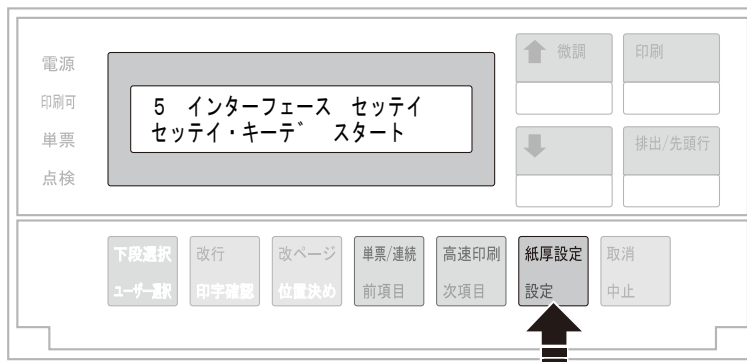 電源
印刷可
単票
点検
5 インターフェース セッテイ
セッテイ・キーデ゛ スタート
微調
印刷
排出/先頭行
下段選択
ユーザー選択
改行
印字確認
改ページ
位置決め
単票/連続
前項目
高速印刷
次項目
紙厚設定
設定
取消
中止